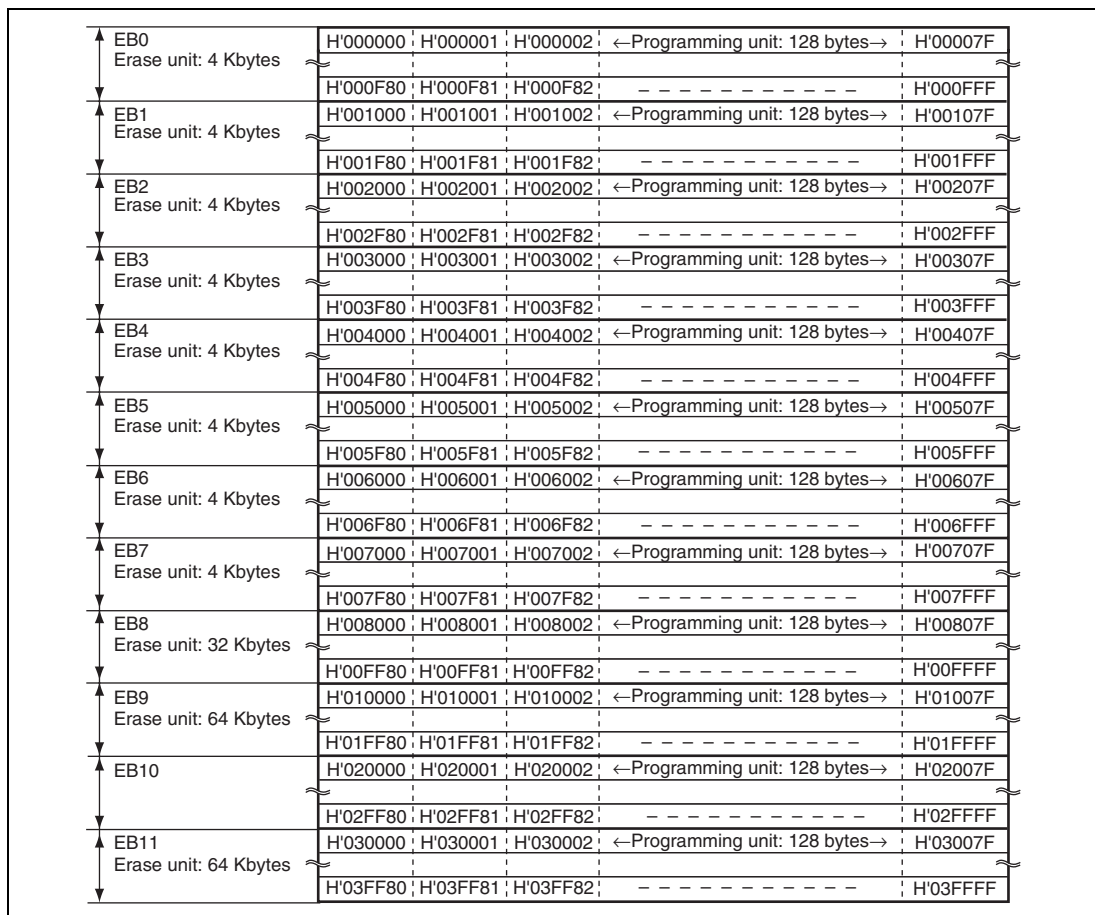 EB0 H'000000 H'000001 H'000002 ←Programming unit: 128 bytes→ H'00007F
Erase unit: 4 Kbytes
H'000F80 H'000F81 H'000F82 – – – – – – – – – – – H'000FFF
EB1 H'001000 H'001001 H'001002 ←Programming unit: 128 bytes→ H'00107F
Erase unit: 4 Kbytes
H'001F80 H'001F81 H'001F82 – – – – – – – – – – – H'001FFF
EB2 H'002000 H'002001 H'002002 ←Programming unit: 128 bytes→ H'00207F
Erase unit: 4 Kbytes
H'002F80 H'002F81 H'002F82 – – – – – – – – – – – H'002FFF
EB3 H'003000 H'003001 H'003002 ←Programming unit: 128 bytes→ H'00307F
Erase unit: 4 Kbytes
H'003F80 H'003F81 H'003F82 – – – – – – – – – – – H'003FFF
EB4 H'004000 H'004001 H'004002 ←Programming unit: 128 bytes→ H'00407F
Erase unit: 4 Kbytes
H'004F80 H'004F81 H'004F82 – – – – – – – – – – – H'004FFF
EB5 H'005000 H'005001 H'005002 ←Programming unit: 128 bytes→ H'00507F
Erase unit: 4 Kbytes
H'005F80 H'005F81 H'005F82 – – – – – – – – – – – H'005FFF
EB6 H'006000 H'006001 H'006002 ←Programming unit: 128 bytes→ H'00607F
Erase unit: 4 Kbytes
H'006F80 H'006F81 H'006F82 – – – – – – – – – – – H'006FFF
EB7 H'007000 H'007001 H'007002 ←Programming unit: 128 bytes→ H'00707F
Erase unit: 4 Kbytes
H'007F80 H'007F81 H'007F82 – – – – – – – – – – – H'007FFF
EB8 H'008000 H'008001 H'008002 ←Programming unit: 128 bytes→ H'00807F
Erase unit: 32 Kbytes
H'00FF80 H'00FF81 H'00FF82 – – – – – – – – – – – H'00FFFF
EB9 H'010000 H'010001 H'010002 ←Programming unit: 128 bytes→ H'01007F
Erase unit: 64 Kbytes
H'01FF80 H'01FF81 H'01FF82 – – – – – – – – – – – H'01FFFF
EB10 H'020000 H'020001 H'020002 ←Programming unit: 128 bytes→ H'02007F
H'02FF80 H'02FF81 H'02FF82 – – – – – – – – – – – H'02FFFF
EB11 H'030000 H'030001 H'030002 ←Programming unit: 128 bytes→ H'03007F
Erase unit: 64 Kbytes
H'03FF80 H'03FF81 H'03FF82 – – – – – – – – – – – H'03FFFF